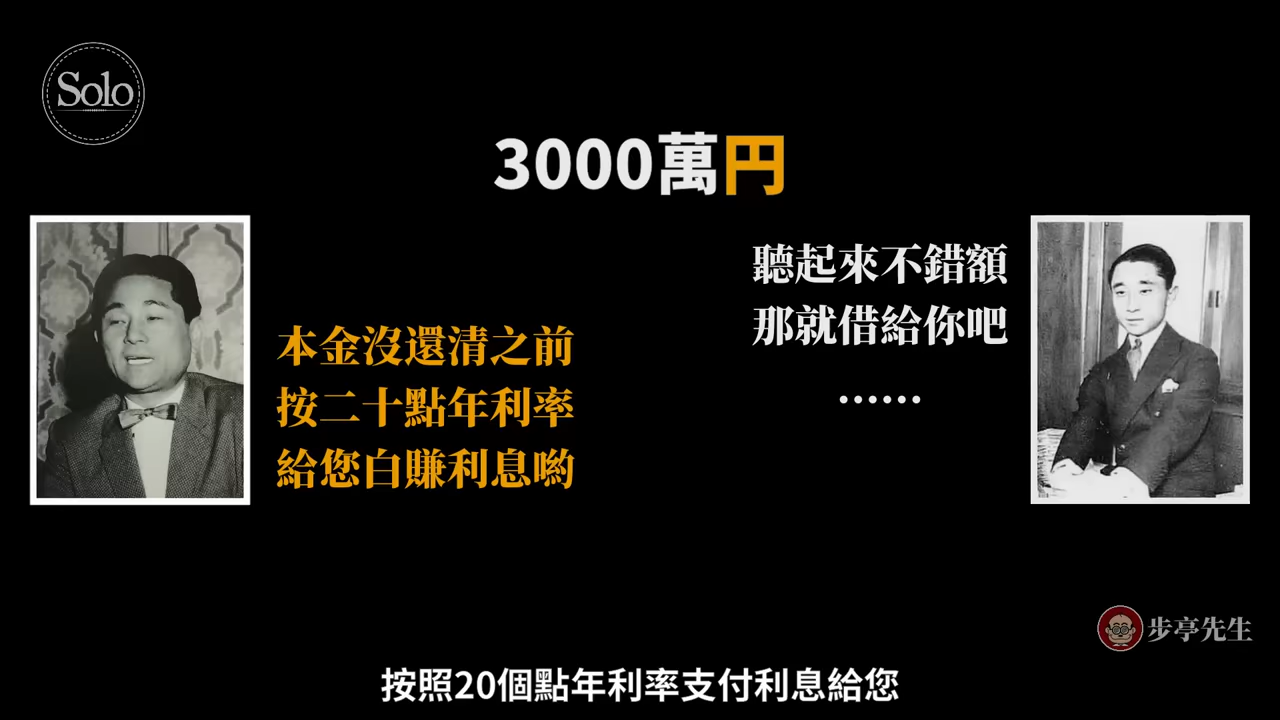 Solo
3000萬円
本金沒還清之前
按二十點年利率
給您白賺利息喲
聽起來不錯額
那就借給你吧
......
步亭先生
按照20個點年利率支付利息給您